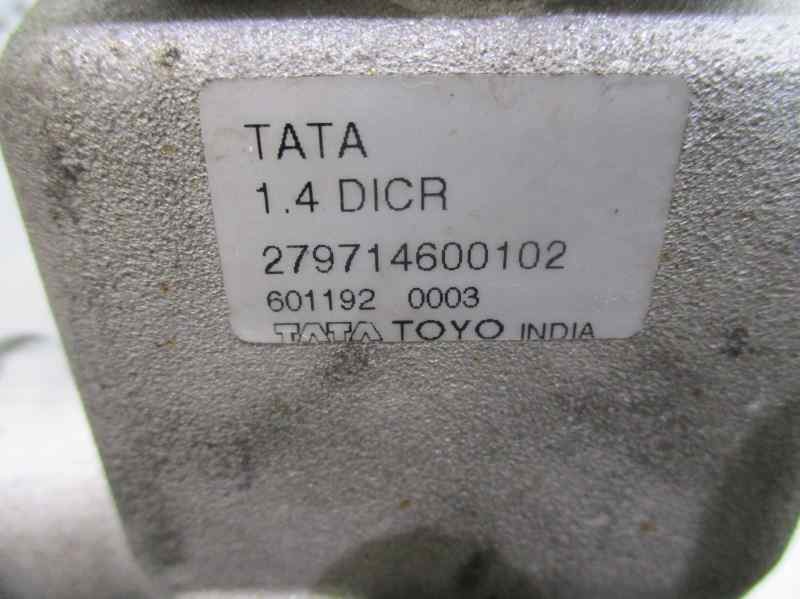 TATA
1.4 DICR
279714600102
601192 0003
TATA TOYO INDIA